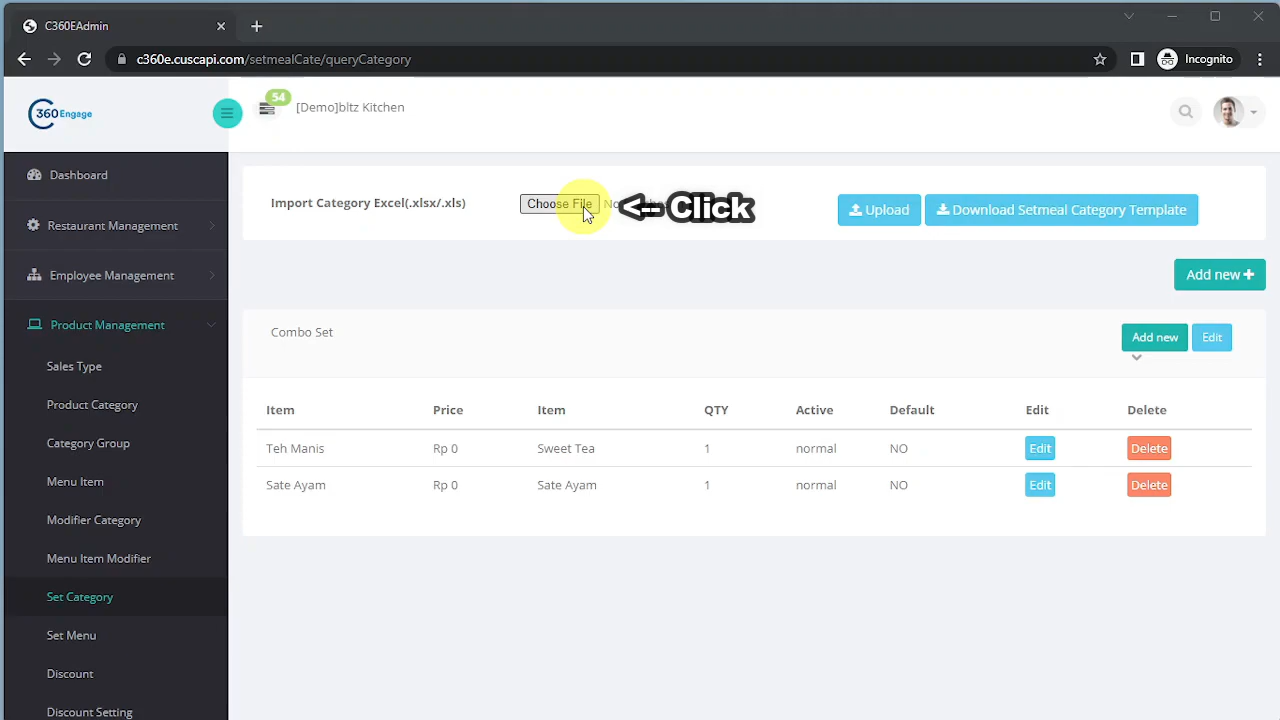 C360EAdmin
c360e.cuscapi.com/setmealCate/queryCategory
Incognito
360 Engage
54
[Demo]bltz Kitchen
Dashboard
Restaurant Management
Employee Management
Product Management
Sales Type
Product Category
Category Group
Menu Item
Modifier Category
Menu Item Modifier
Set Category
Set Menu
Discount
Discount Setting
Import Category Excel(.xlsx/.xls)
Choose File
<-- Click
Upload
Download Setmeal Category Template
Add new
Combo Set
Add new
Edit
Item Price Item QTY Active Default Edit Delete
Teh Manis Rp 0 Sweet Tea 1 normal NO Edit Delete
Sate Ayam Rp 0 Sate Ayam 1 normal NO Edit Delete